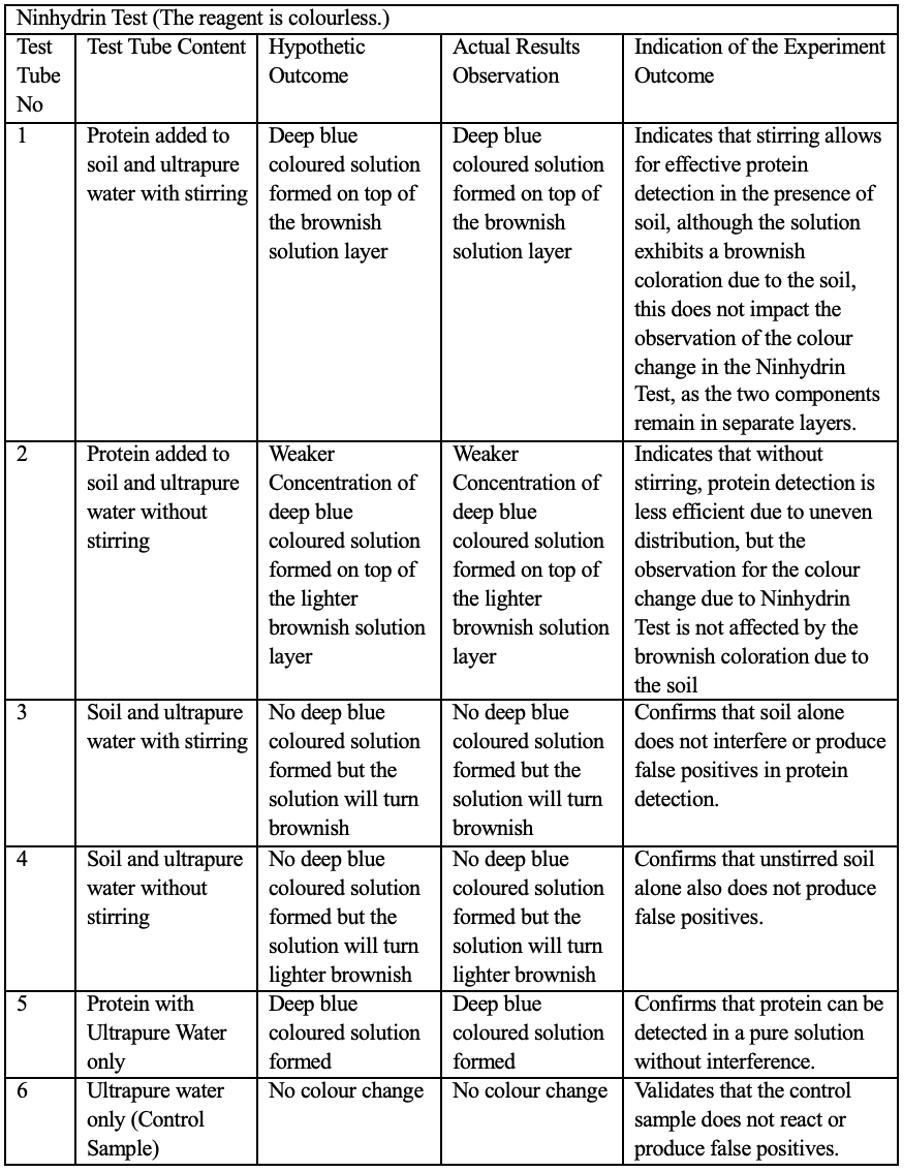 Ninhydrin Test (The reagent is colourless.)
Test
Tube
No
Test Tube Content
Hypothetic
Outcome
Actual Results
Observation
Indication of the Experiment
Outcome
1
Protein added to
soil and ultrapure
water with stirring
Deep blue
coloured solution
formed on top of
the brownish
solution layer
Deep blue
coloured solution
formed on top of
the brownish
solution layer
Indicates that stirring allows
for effective protein
detection in the presence of
soil, although the solution
exhibits a brownish
coloration due to the soil,
this does not impact the
observation of the colour
change in the Ninhydrin
Test, as the two components
remain in separate layers.
2
Protein added to
soil and ultrapure
water without
stirring
Weaker
Concentration of
deep blue
coloured solution
formed on top of
the lighter
brownish solution
layer
Weaker
Concentration of
deep blue
coloured solution
formed on top of
the lighter
brownish solution
layer
Indicates that without
stirring, protein detection is
less efficient due to uneven
distribution, but the
observation for the colour
change due to Ninhydrin
Test is not affected by the
brownish coloration due to
the soil
3
Soil and ultrapure
water with stirring
No deep blue
coloured solution
formed but the
solution will turn
brownish
No deep blue
coloured solution
formed but the
solution will turn
brownish
Confirms that soil alone
does not interfere or produce
false positives in protein
detection.
4
Soil and ultrapure
water without
stirring
No deep blue
coloured solution
formed but the
solution will turn
lighter brownish
No deep blue
coloured solution
formed but the
solution will turn
lighter brownish
Confirms that unstirred soil
alone also does not produce
false positives.
5
Protein with
Ultrapure Water
only
Deep blue
coloured solution
formed
Deep blue
coloured solution
formed
Confirms that protein can be
detected in a pure solution
without interference.
6
Ultrapure water
only (Control
Sample)
No colour change
No colour change
Validates that the control
sample does not react or
produce false positives.